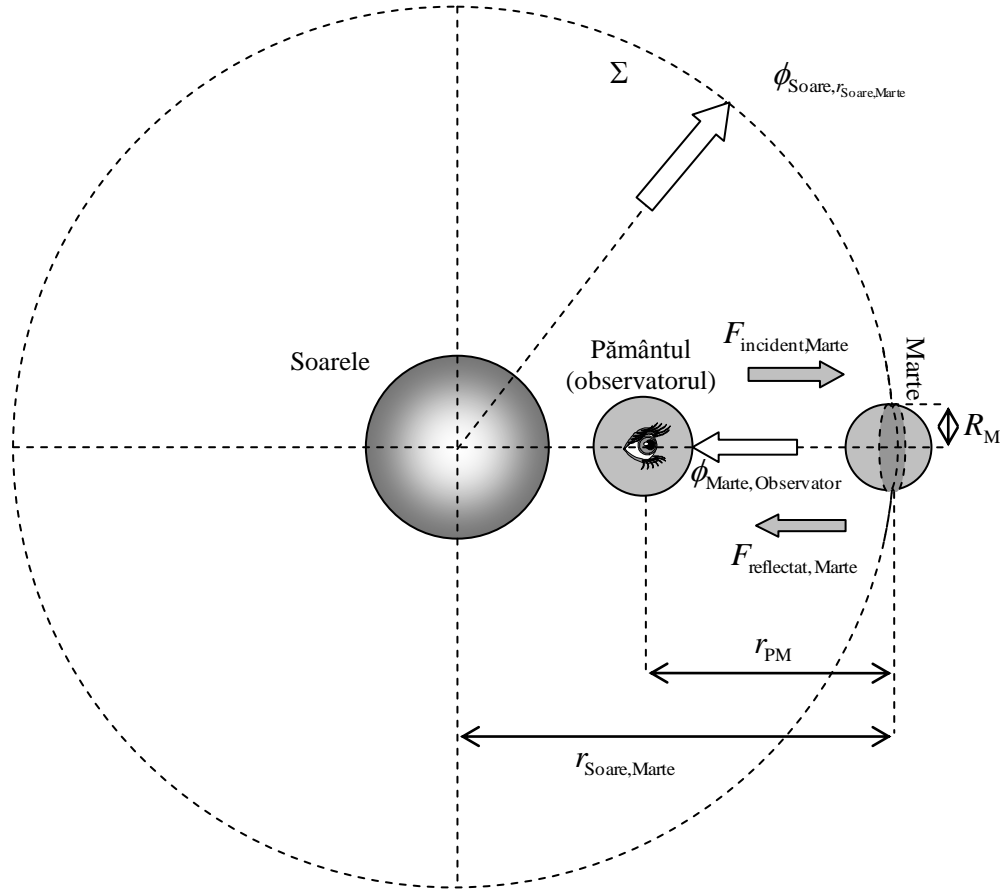 Σ
ϕSoare,rSoare,Marte
Soarele
Pământul
(observatorul)
Fincident,Marte
Marte
RM
ϕMarte, Observator
Freflectat, Marte
rPM
rSoare,Marte